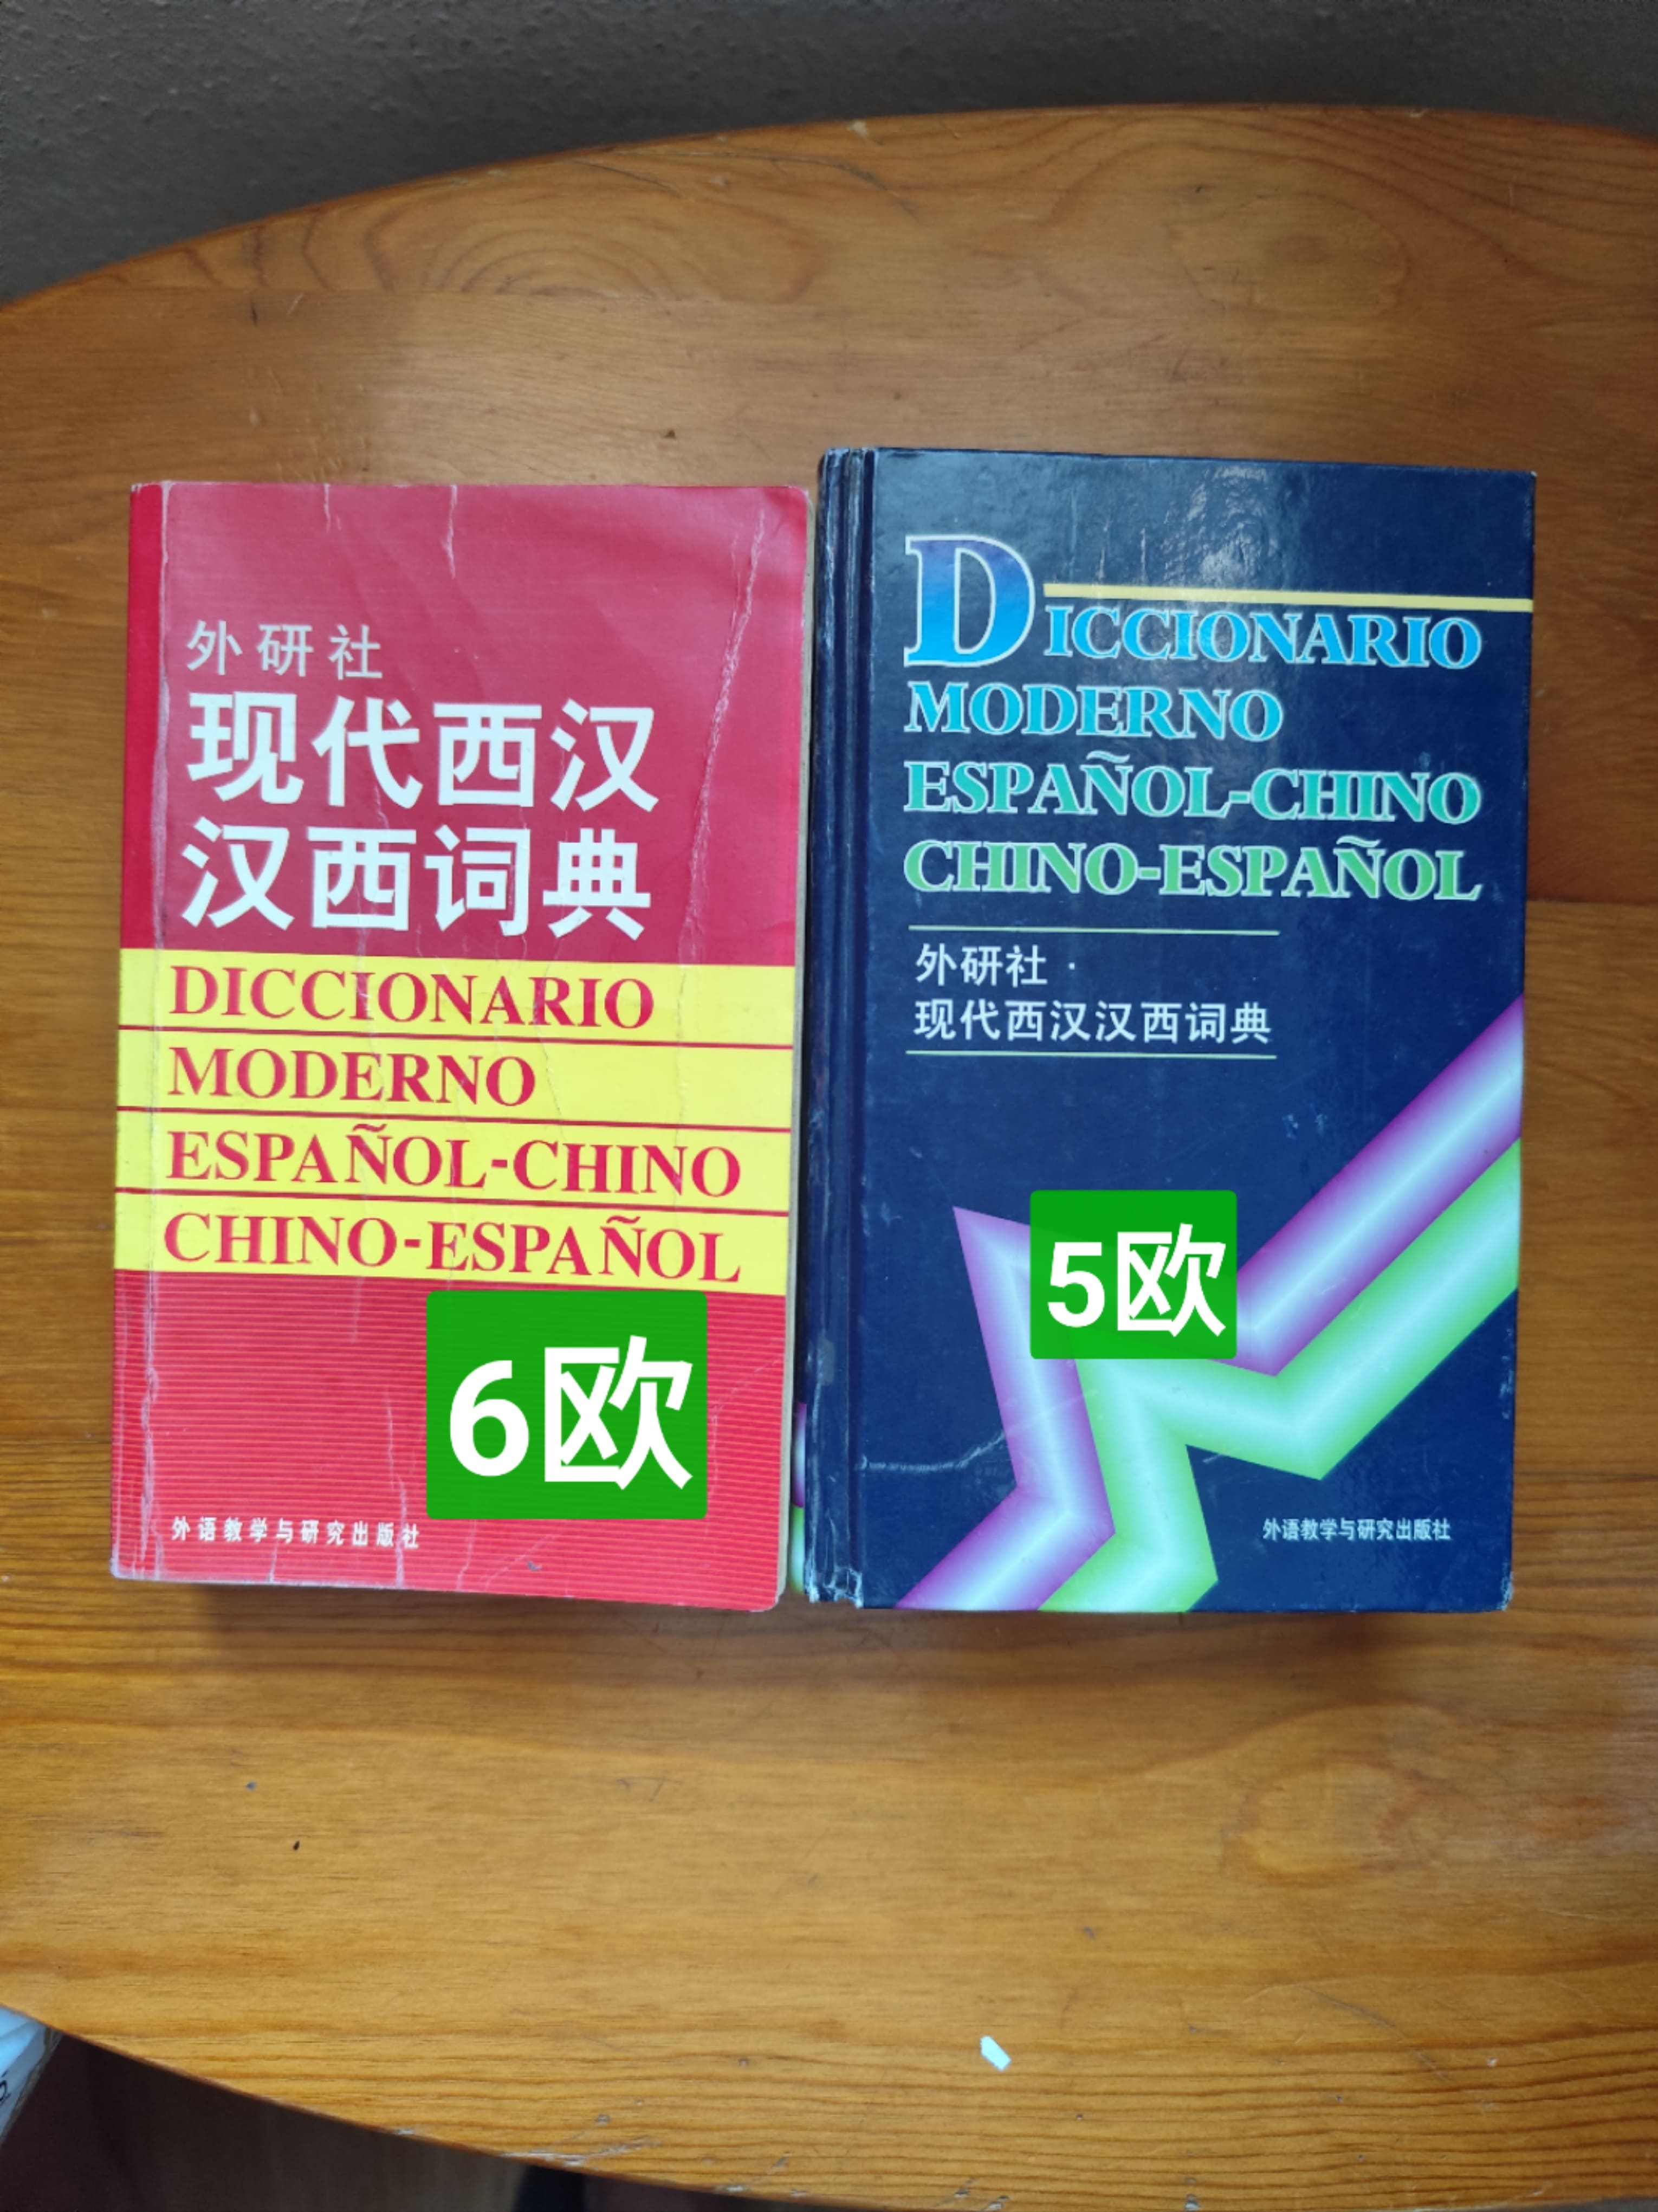 外研社
现代西汉
汉西词典
DICCIONARIO
MODERNO
ESPAÑOL-CHINO
CHINO-ESPAÑOL
6欧
外语教学与研究出版社
DICCIONARIO
MODERNO
ESPAÑOL-CHINO
CHINO-ESPAÑOL
外研社·
现代西汉汉西词典
5欧
外语教学与研究出版社